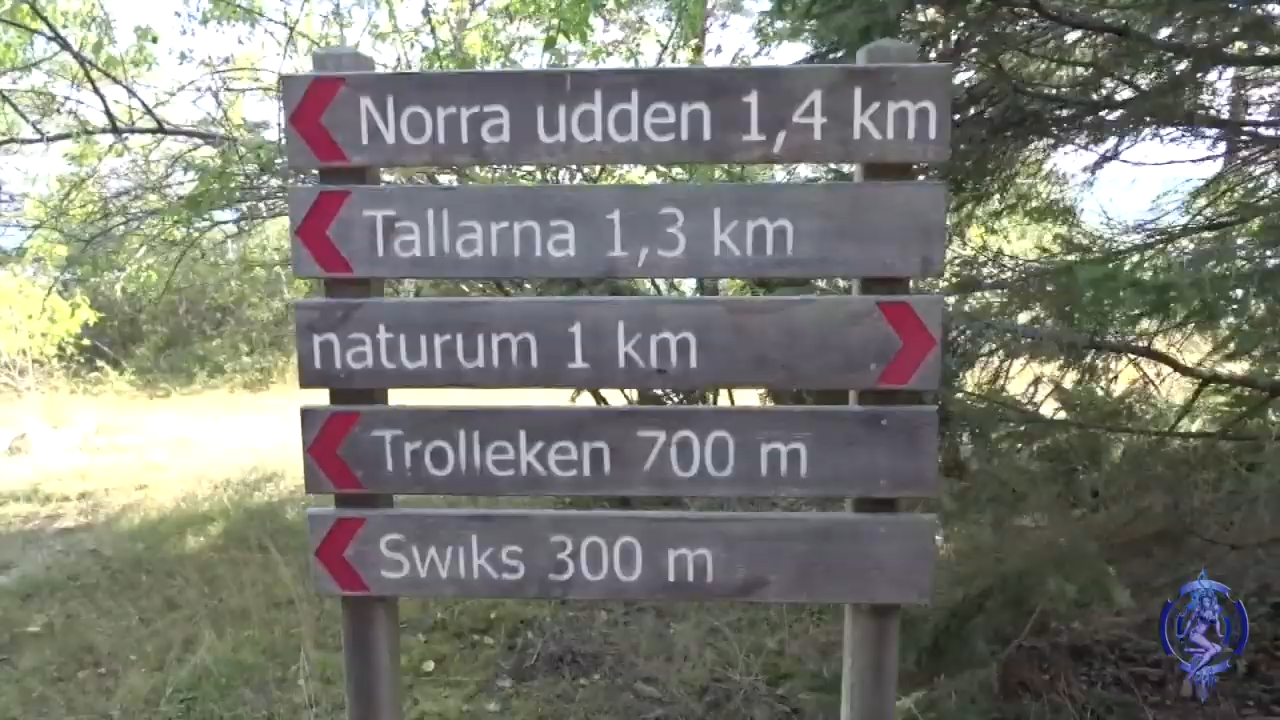 Norra udden 1,4 km
Tallarna 1,3 km
naturum 1 km
Trolleken 700 m
Swiks 300 m